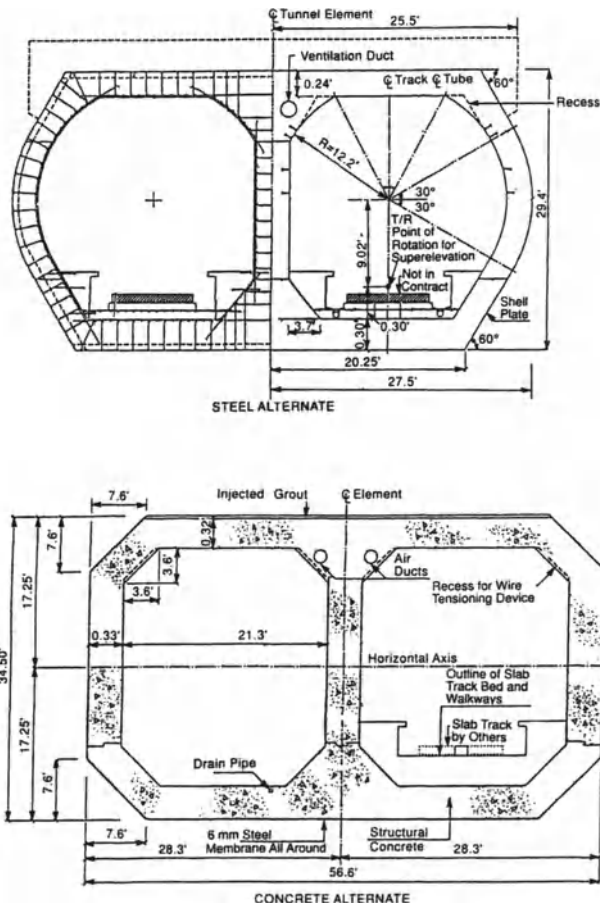 ℄ Tunnel Element
25.5'
Ventilation Duct
0.24'
℄ Track ℄ Tube
60°
Recess
R=12.2'
30°
30°
29.4'
9.02'-
T/R
Point of
Rotation for
Superelevation
Not in
Contract
Shell
Plate
3.7'
0.30'
0.30'
60°
20.25'
27.5'
STEEL ALTERNATE
7.6'
Injected Grout
℄ Element
7.6'
0.32'
3.6'
3.6'
Air
Ducts
Recess for Wire
Tensioning Device
17.25'
34.50'
0.33'
21.3'
Horizontal Axis
Outline of Slab
Track Bed and
Walkways
Slab Track
by Others
17.25'
Drain Pipe
7.6'
7.6'
6 mm Steel
Membrane All Around
Structural
Concrete
28.3'
28.3'
56.6'
CONCRETE ALTERNATE